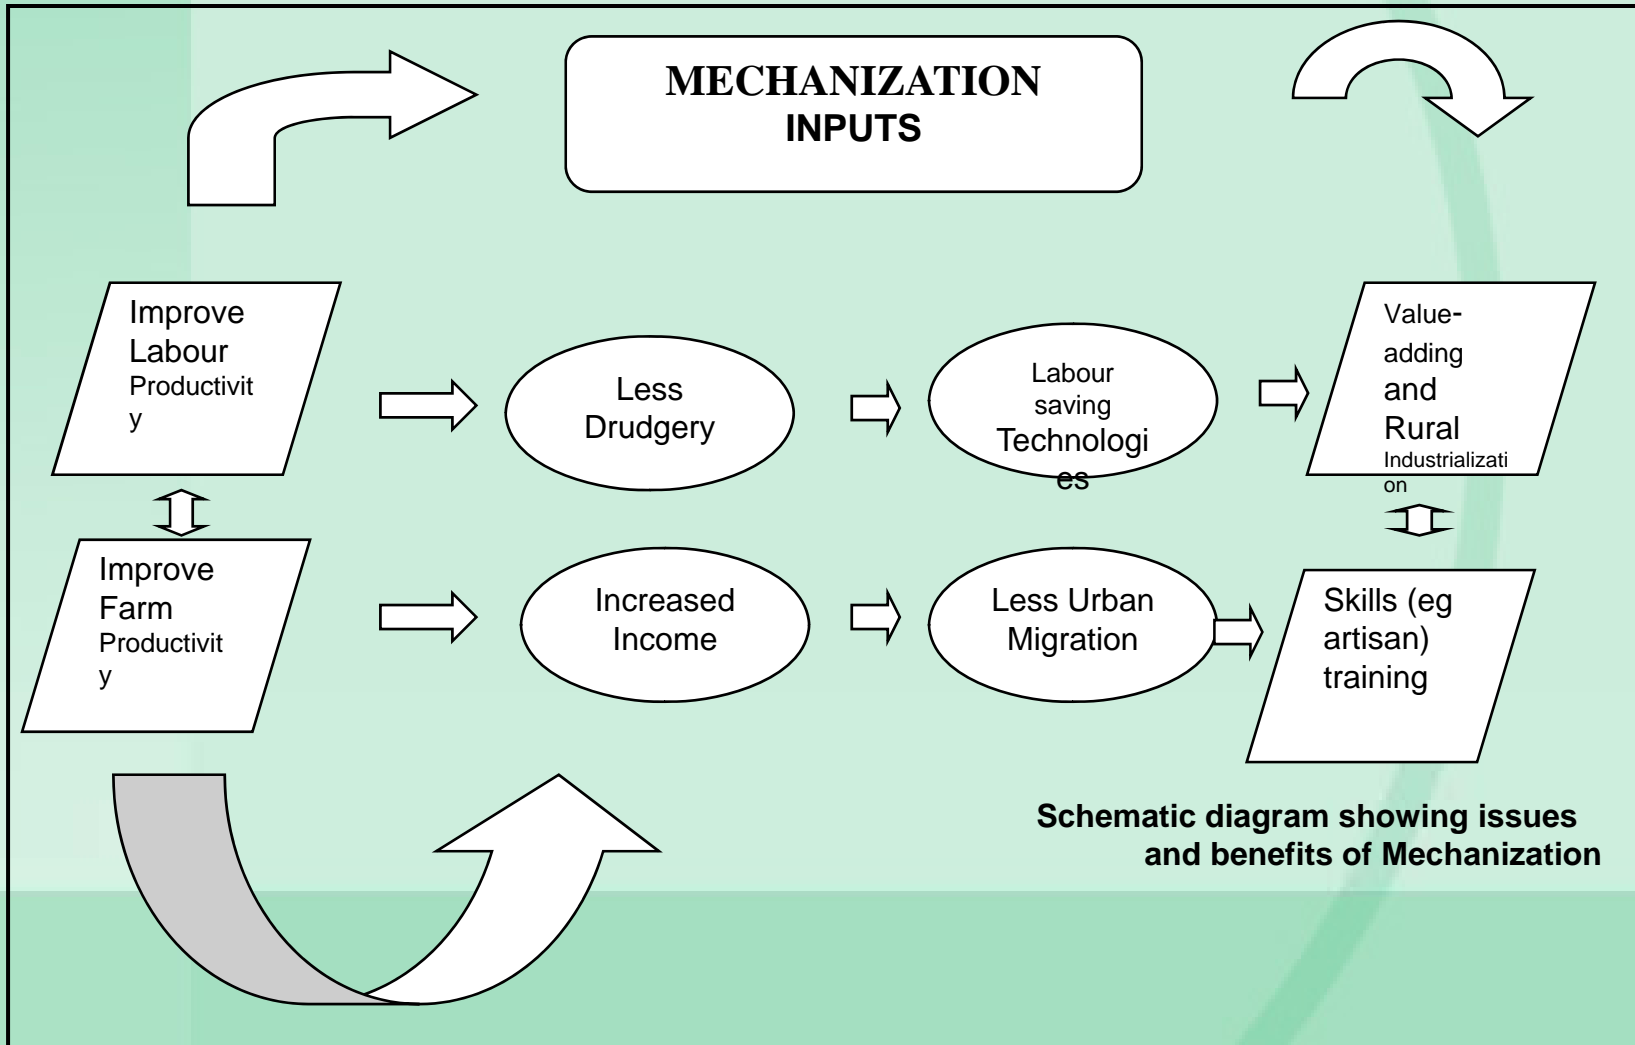 MECHANIZATION
INPUTS
Improve
Labour
Productivit
y
Less
Drudgery
Labour
saving
Technologi
es
Value-
adding
and
Rural
Industrializati
on
Improve
Farm
Productivit
y
Increased
Income
Less Urban
Migration
Skills (eg
artisan)
training
Schematic diagram showing issues
and benefits of Mechanization